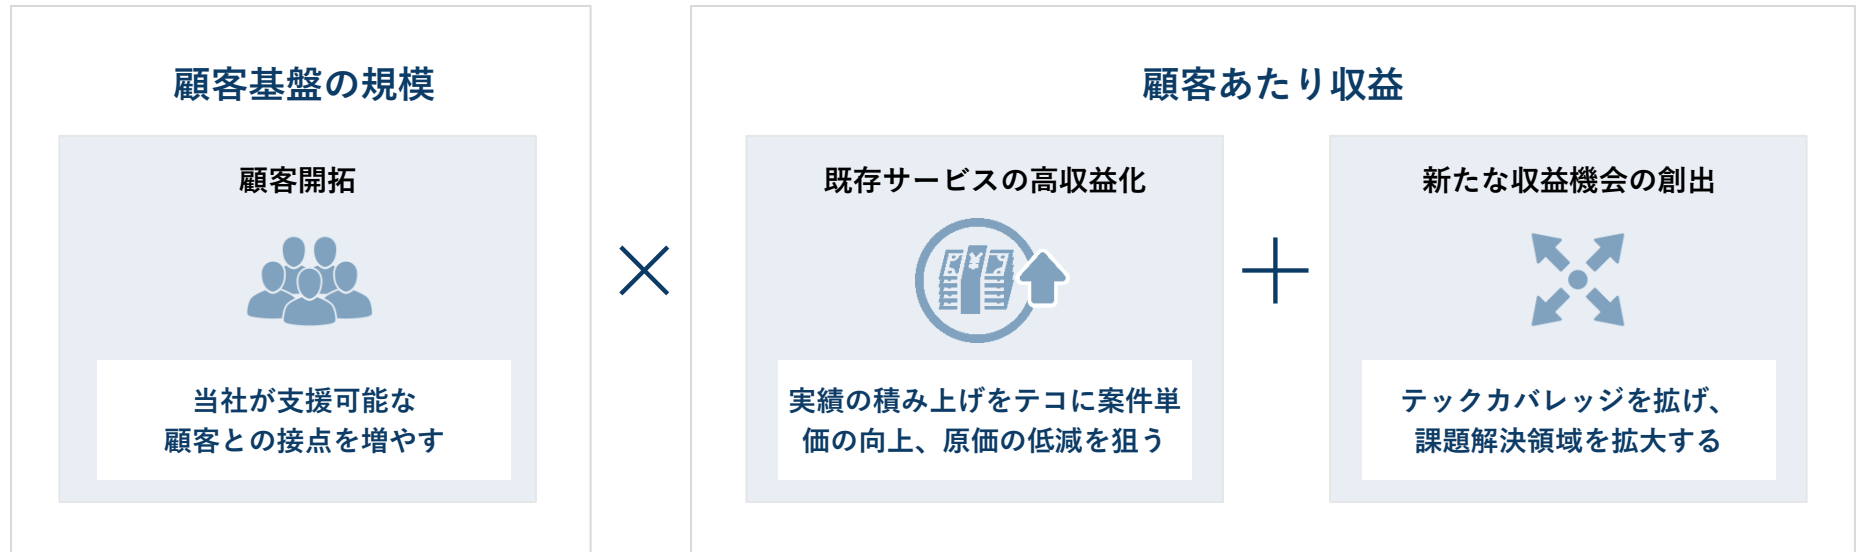 顧客基盤の規模
顧客開拓
当社が支援可能な
顧客との接点を増やす
×
顧客あたり収益
既存サービスの高収益化
¥
実績の積み上げをテコに案件単
価の向上、原価の低減を狙う
+
新たな収益機会の創出
テックカバレッジを拡げ、
課題解決領域を拡大する